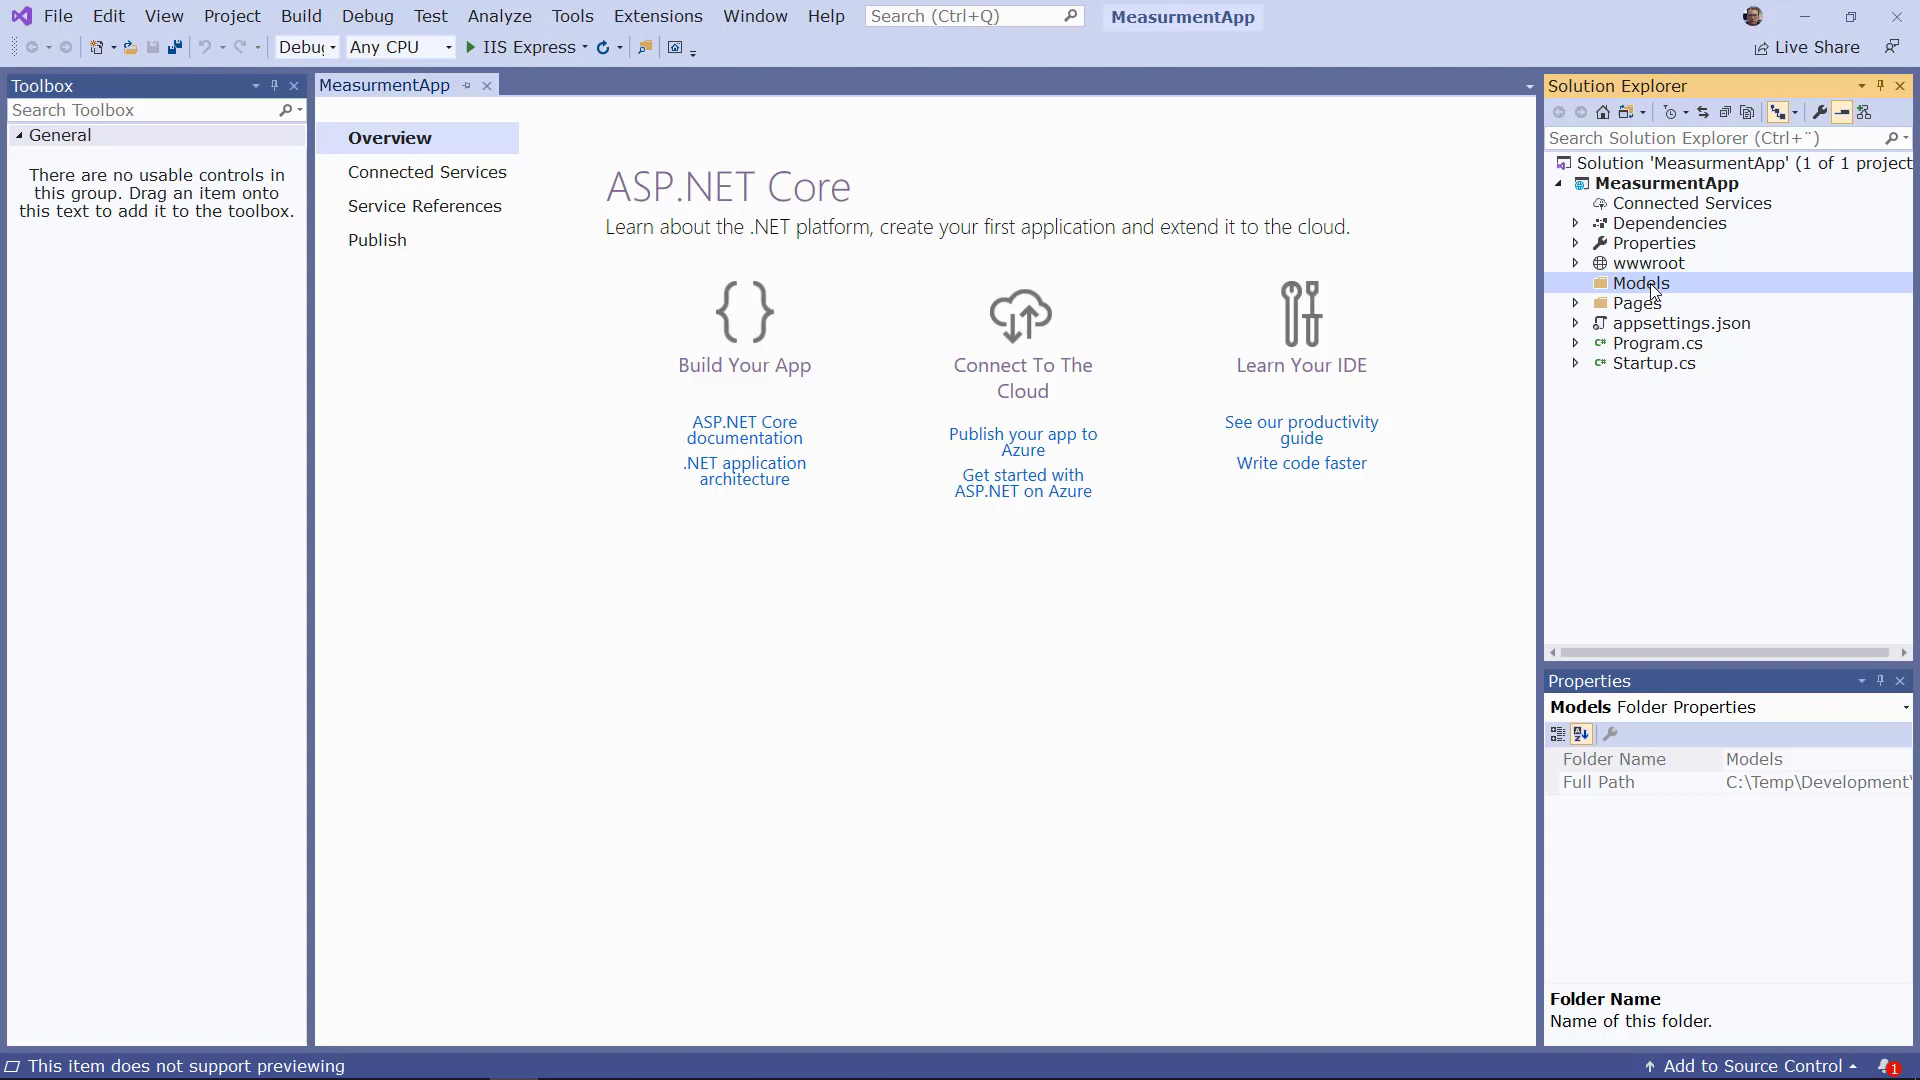 File Edit View Project Build Debug Test Analyze Tools Extensions Window Help Search (Ctrl+Q) MeasurmentApp
Debug Any CPU IIS Express Live Share
Toolbox
Search Toolbox
General
There are no usable controls in
this group. Drag an item onto
this text to add it to the toolbox.
MeasurmentApp
Overview
Connected Services
Service References
Publish
ASP.NET Core
Learn about the .NET platform, create your first application and extend it to the cloud.
Build Your App
ASP.NET Core
documentation
.NET application
architecture
Connect To The
Cloud
Publish your app to
Azure
Get started with
ASP.NET on Azure
Learn Your IDE
See our productivity
guide
Write code faster
Solution Explorer
Search Solution Explorer (Ctrl+¨)
Solution 'MeasurmentApp' (1 of 1 project
MeasurmentApp
Connected Services
Dependencies
Properties
wwwroot
Models
Pages
appsettings.json
Program.cs
Startup.cs
Properties
Models Folder Properties
Folder Name Models
Full Path C:\Temp\Development\
Folder Name
Name of this folder.
This item does not support previewing
Add to Source Control 1